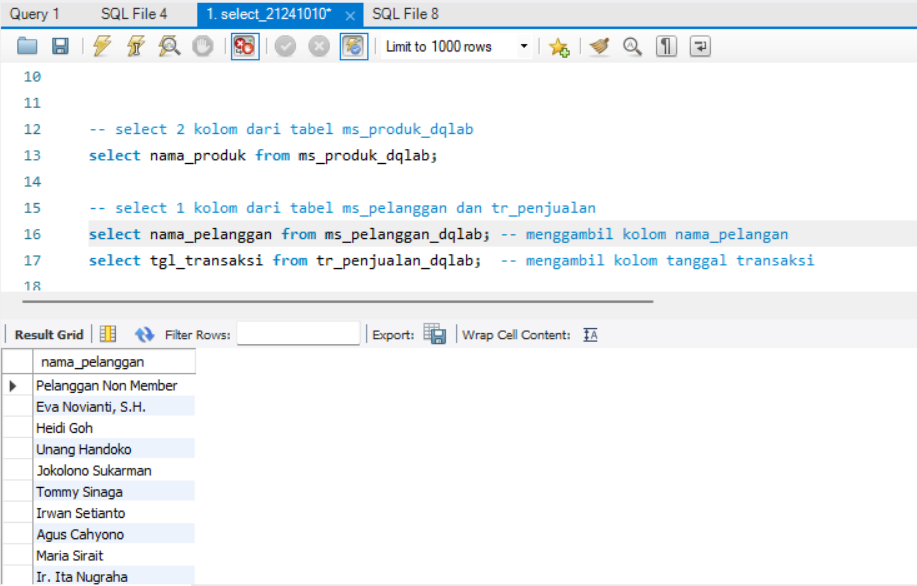 Query 1 SQL File 4 1. select_21241010* × SQL File 8
Limit to 1000 rows
10
11
12 -- select 2 kolom dari tabel ms_produk_dqlab
13 select nama_produk from ms_produk_dqlab;
14
15 -- select 1 kolom dari tabel ms_pelanggan dan tr_penjualan
16 select nama_pelanggan from ms_pelanggan_dqlab; -- menggambil kolom nama_pelangan
17 select tgl_transaksi from tr_penjualan_dqlab; -- mengambil kolom tanggal transaksi
18
Result Grid Filter Rows: Export: Wrap Cell Content: IA
nama_pelanggan
Pelanggan Non Member
Eva Novianti, S.H.
Heidi Goh
Unang Handoko
Jokolono Sukarman
Tommy Sinaga
Irwan Setianto
Agus Cahyono
Maria Sirait
Ir. Ita Nugraha